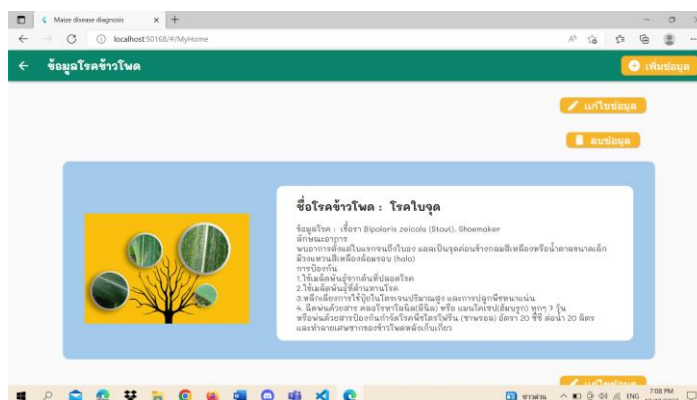 Maize disease diagnosis
localhost:50168/#/MyHome
ข้อมูลโรคข้าวโพด
เพิ่มข้อมูล
แก้ไขข้อมูล
ลบข้อมูล
ชื่อโรคข้าวโพด : โรคใบจุด
ข้อมูลโรค : เชื้อรา Bipolaris zeicola (Stout). Shoemaker
ลักษณะอาการ
พบอาการตั้งแต่ใบแรกจนถึงใบธง แผลเป็นจุดค่อนข้างกลมสีเหลืองหรือน้ำตาลขนาดเล็ก
มีวงแหวนสีเหลืองล้อมรอบ (halo)
การป้องกัน
1.ใช้เมล็ดพันธุ์จากต้นที่ปลอดโรค
2.ใช้เมล็ดพันธุ์ที่ต้านทานโรค
3.หลีกเลี่ยงการใช้ปุ๋ยไนโตรเจนปริมาณสูง และการปลูกพืชหนาแน่น
4. ฉีดพ่นด้วยสาร คลอโรทาโลนิล(ลีนิล) หรือ แมนโคเซป(เอ็มบรูก) ทุกๆ 7 วัน
หรือพ่นด้วยสารป้องกันกำจัดโรคพืชไตรโฟรีน (ซาพรอล) อัตรา 20 ซีซี ต่อน้ำ 20 ลิตร
และทำลายเศษซากของข้าวโพดหลังเก็บเกี่ยว
แก้ไขข้อมูล
ข่าวด่วน
ENG
7:08 PM